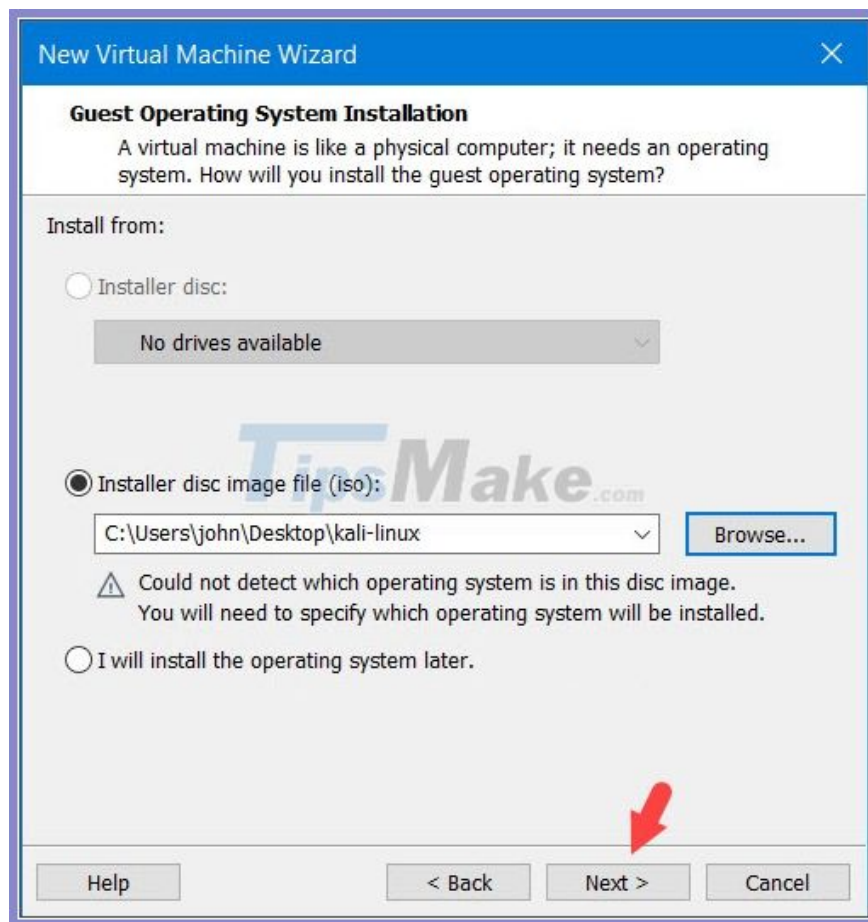 New Virtual Machine Wizard
Guest Operating System Installation
A virtual machine is like a physical computer; it needs an operating
system. How will you install the guest operating system?
Install from:
Installer disc:
No drives available
TipsMake.com
Installer disc image file (iso):
C:\Users\john\Desktop\kali-linux
Browse...
Could not detect which operating system is in this disc image.
You will need to specify which operating system will be installed.
I will install the operating system later.
Help
< Back
Next >
Cancel